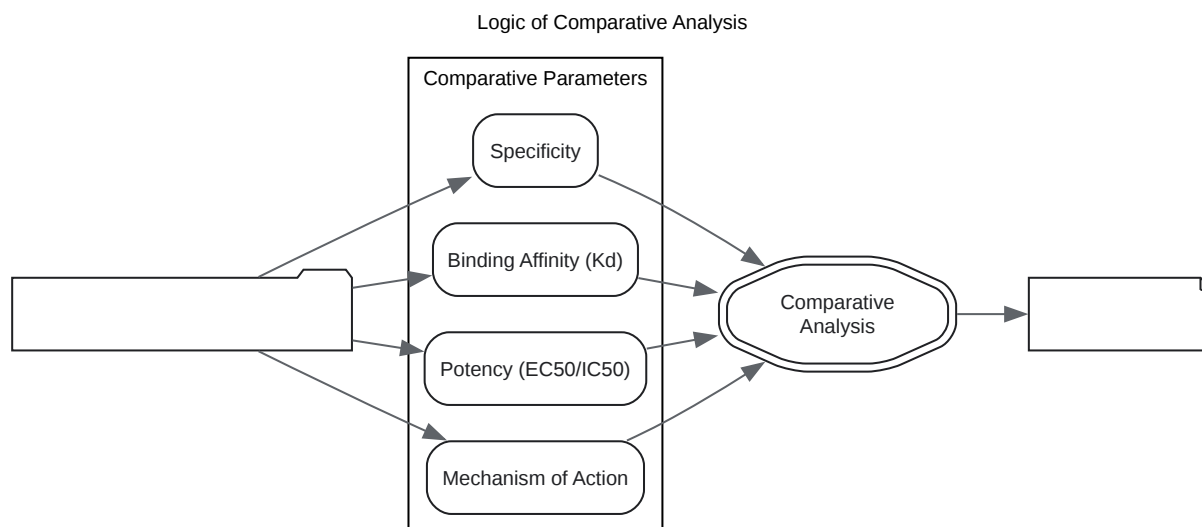 Logic of Comparative Analysis
Comparative Parameters
Specificity
Binding Affinity (Kd)
Potency (EC50/IC50)
Mechanism of Action
Comparative
Analysis